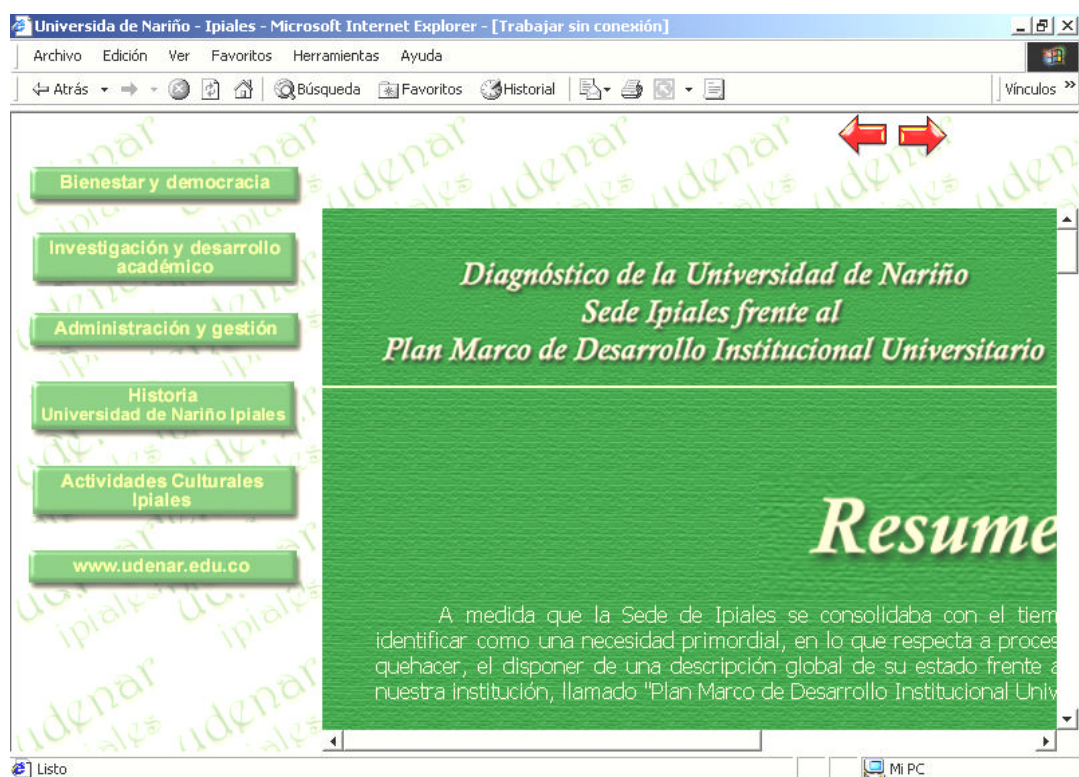 Universida de Nariño - Ipiales - Microsoft Internet Explorer - [Trabajar sin conexión]
Archivo Edición Ver Favoritos Herramientas Ayuda
Atrás Búsqueda Favoritos Historial Vínculos »
Bienestar y democracia
Investigación y desarrollo
académico
Administración y gestión
Historia
Universidad de Nariño Ipiales
Actividades Culturales
Ipiales
www.udenar.edu.co
Diagnóstico de la Universidad de Nariño
Sede Ipiales frente al
Plan Marco de Desarrollo Institucional Universitario
Resume
A medida que la Sede de Ipiales se consolidaba con el tiem
identificar como una necesidad primordial, en lo que respecta a proces
quehacer, el disponer de una descripción global de su estado frente a
nuestra institución, llamado "Plan Marco de Desarrollo Institucional Univ
udenar
ipiales
Listo Mi PC